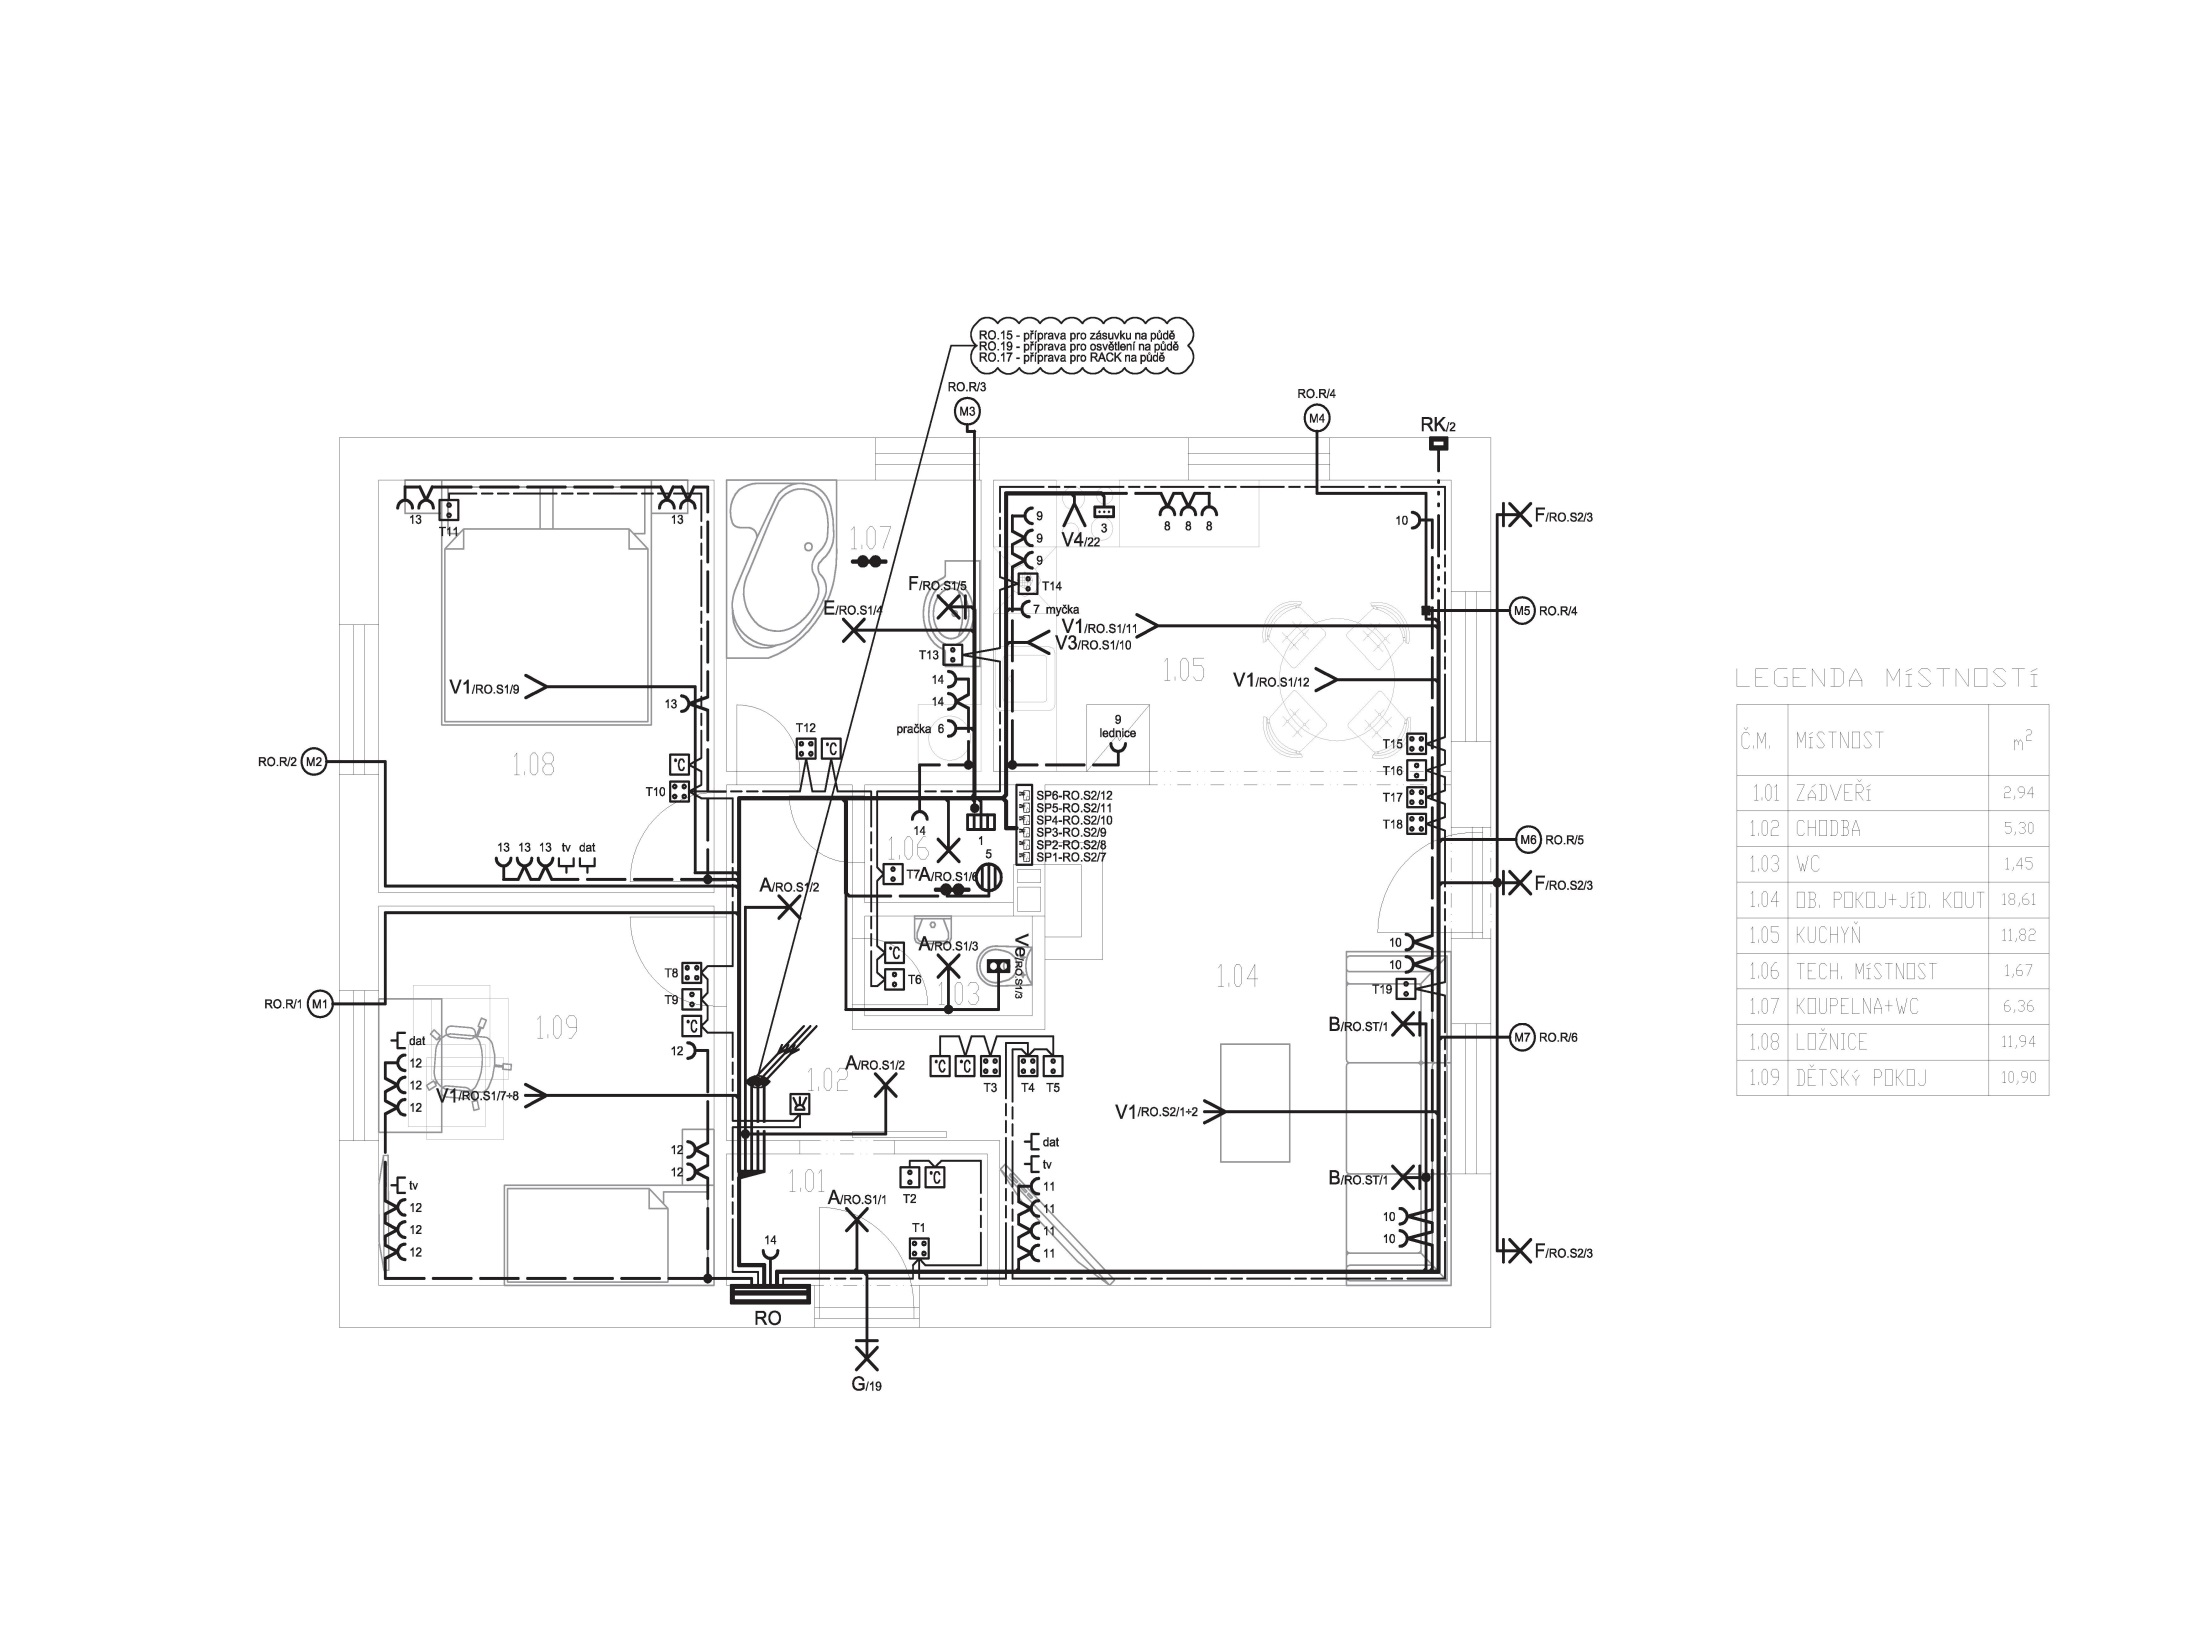 RO.15 - příprava pro zásuvku na půdě
RO.19 - příprava pro osvětlení na půdě
RO.17 - příprava pro RACK na půdě
RO.R/3
M3
RO.R/4
M4
RK/2
13
T11
13
1.07
F/RO.S1/5
E/RO.S1/4
9
9
9
V4/22
3
8
8
8
10
F/RO.S2/3
T14
7 myčka
V1/RO.S1/11
V3/RO.S1/10
M5 RO.R/4
T13
14
14
pračka 6
1.05
V1/RO.S1/12
V1/RO.S1/9
13
T12
°C
9
lednice
T15
T16
T17
T18
RO.R/2 M2
1.08
°C
T10
SP6-RO.S2/12
SP5-RO.S2/11
SP4-RO.S2/10
SP3-RO.S2/9
SP2-RO.S2/8
SP1-RO.S2/7
14
1
5
1.06
T7
A/RO.S1/6
M6 RO.R/5
13 13 13 tv dat
A/RO.S1/2
F/RO.S2/3
A/RO.S1/3
Ve/RO.S1/3
°C
T6
1.03
10
10
T19
1.04
T8
T9
°C
12
RO.R/1 M1
1.09
dat
12
12
12
V1/RO.S1/7÷8
B/RO.ST/1
M7 RO.R/6
A/RO.S1/2
1.02
°C
°C
T3
T4
T5
V1/RO.S2/1÷2
12
12
tv
12
12
12
1.01
T2
°C
A/RO.S1/1
T1
14
dat
tv
11
11
11
11
B/RO.ST/1
10
10
F/RO.S2/3
RO
G/19
LEGENDA MíSTNOSTí
Č.M. MíSTNOST m²
1.01 ZáDVEŘí 2,94
1.02 CHODBA 5,30
1.03 WC 1,45
1.04 OB. POKOJ+JíD. KOUT 18,61
1.05 KUCHYŇ 11,82
1.06 TECH. MíSTNOST 1,67
1.07 KOUPELNA+WC 6,36
1.08 LOŽNICE 11,94
1.09 DĚTSKý POKOJ 10,90